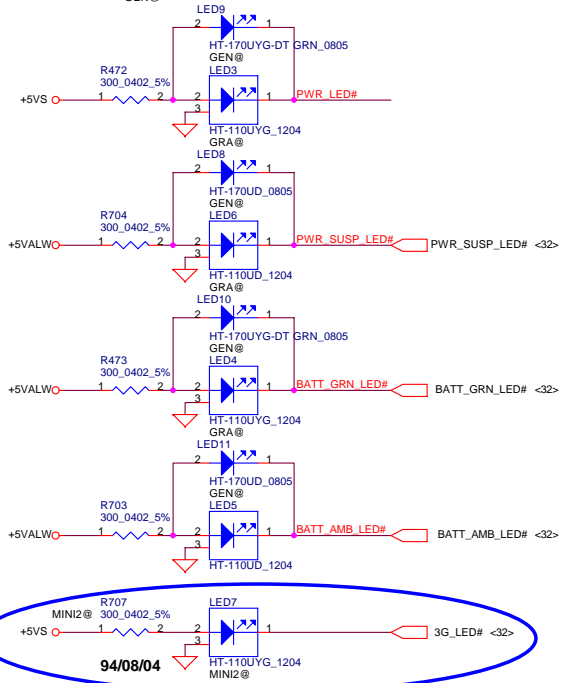 GEN@
LED9
2 1
HT-170UYG-DT GRN_0805
GEN@
R472
300_0402_5%
LED3
+5VS 1 2 2 1 PWR_LED#
3
HT-110UYG_1204
GRA@
LED8
2 1
HT-170UD_0805
GEN@
R704
300_0402_5%
LED6
+5VALW 1 2 2 1 PWR_SUSP_LED# PWR_SUSP_LED# <32>
3
HT-110UD_1204
GRA@
LED10
2 1
HT-170UYG-DT GRN_0805
GEN@
R473
300_0402_5%
LED4
+5VALW 1 2 2 1 BATT_GRN_LED# BATT_GRN_LED# <32>
3
HT-110UYG_1204
GRA@
LED11
2 1
HT-170UD_0805
GEN@
R703
300_0402_5%
LED5
+5VALW 1 2 2 1 BATT_AMB_LED# BATT_AMB_LED# <32>
3
HT-110UD_1204
R707
MINI2@ 300_0402_5%
LED7
+5VS 1 2 2 1 3G_LED# <32>
3
94/08/04
HT-110UYG_1204
MINI2@